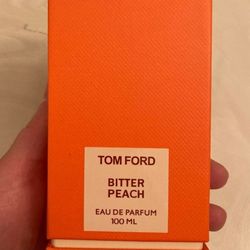 TOM FORD
BITTER
PEACH
EAU DE PARFUM
100 ML